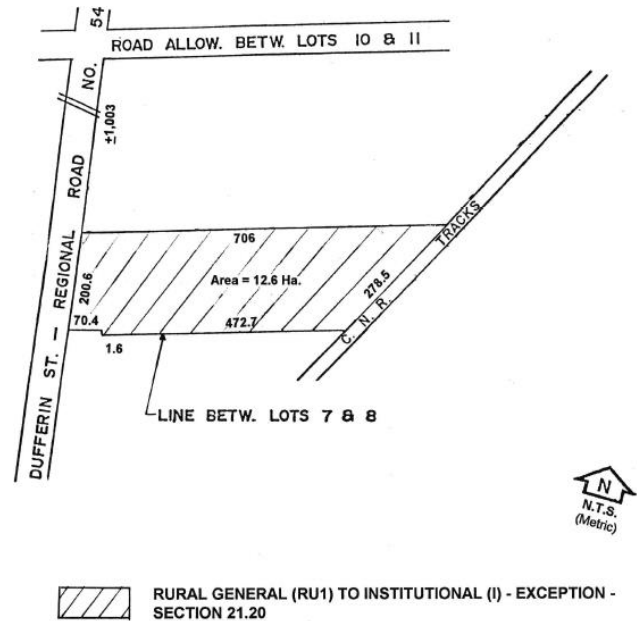 ROAD ALLOW. BETW. LOTS 10 & 11
DUFFERIN ST. - REGIONAL ROAD NO. 54
±1,003
706
200.6
Area = 12.6 Ha.
278.5
C. N. R. TRACKS
70.4
472.7
1.6
LINE BETW. LOTS 7 & 8
N
N.T.S.
(Metric)
RURAL GENERAL (RU1) TO INSTITUTIONAL (I) - EXCEPTION -
SECTION 21.20